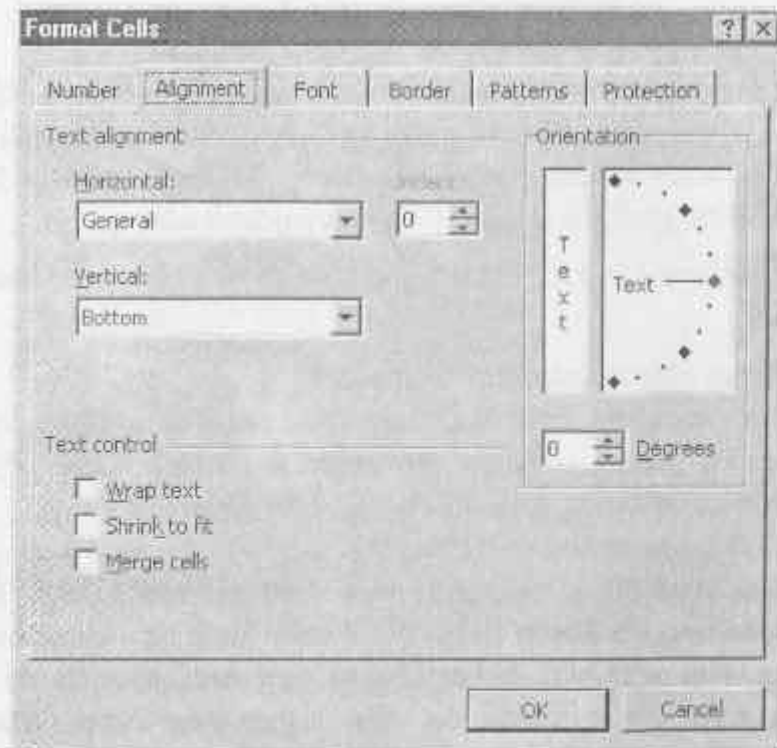 Format Cells
Number Alignment Font Border Patterns Protection
Text alignment
Horizontal:
General
0
Vertical:
Bottom
Text control
Wrap text
Shrink to fit
Merge cells
Orientation
Text
Text
0 Degrees
OK Cancel